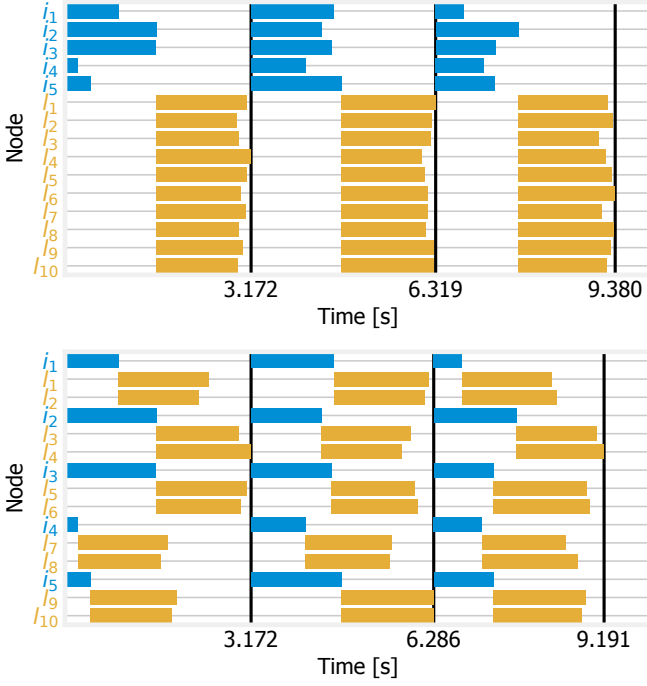 Node
i1
i2
i3
i4
i5
l1
l2
l3
l4
l5
l6
l7
l8
l9
l10
3.172 6.319 9.380
Time [s]
Node
i1
l1
l2
i2
l3
l4
i3
l5
l6
i4
l7
l8
i5
l9
l10
3.172 6.286 9.191
Time [s]